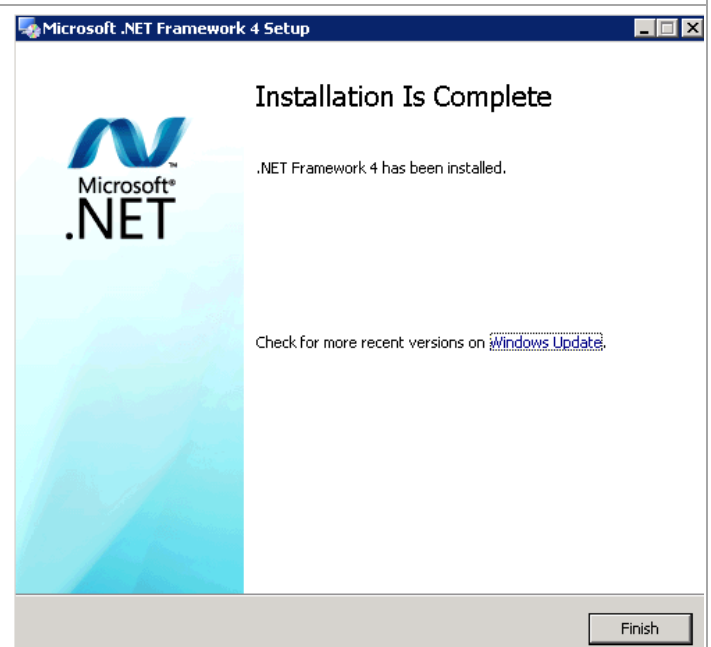 Microsoft .NET Framework 4 Setup
Installation Is Complete
.NET Framework 4 has been installed.
Microsoft®
.NET™
Check for more recent versions on Windows Update.
Finish